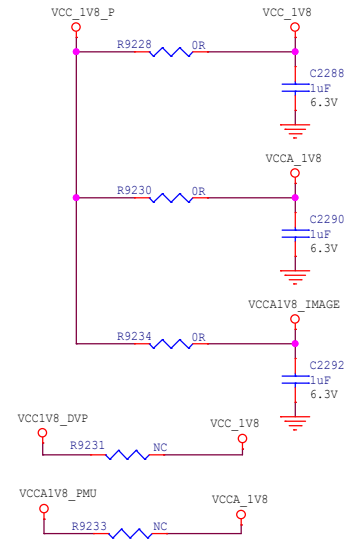 VCC_1V8_P
VCC_1V8
R9228
0R
C2288
1uF
6.3V
VCCA_1V8
R9230
0R
C2290
1uF
6.3V
VCCA1V8_IMAGE
R9234
0R
C2292
1uF
6.3V
VCC1V8_DVP
VCC_1V8
R9231
NC
VCCA1V8_PMU
VCCA_1V8
R9233
NC